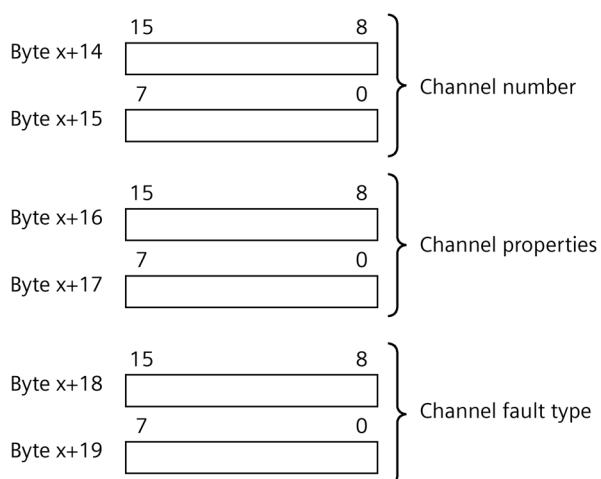 15 8
Byte x+14
Channel number
7 0
Byte x+15
15 8
Byte x+16
Channel properties
7 0
Byte x+17
15 8
Byte x+18
Channel fault type
7 0
Byte x+19